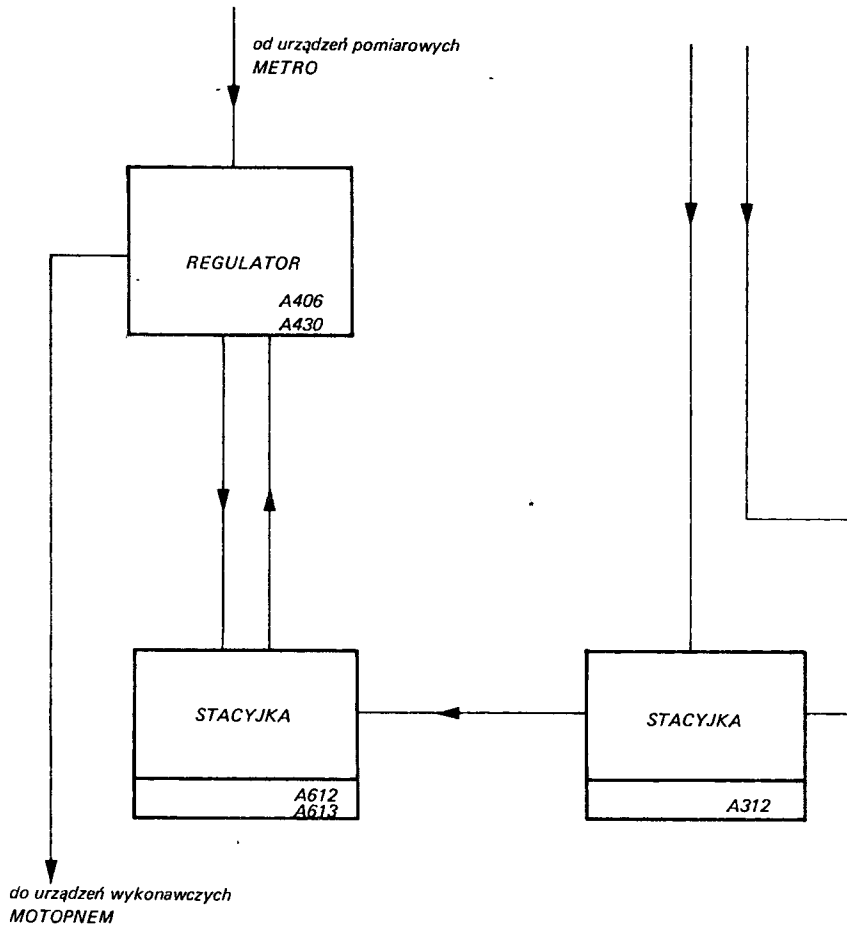 od urządzeń pomiarowych
METRO
REGULATOR
A406
A430
STACYJKA
A612
A613
STACYJKA
A312
do urządzeń wykonawczych
MOTOPNEM